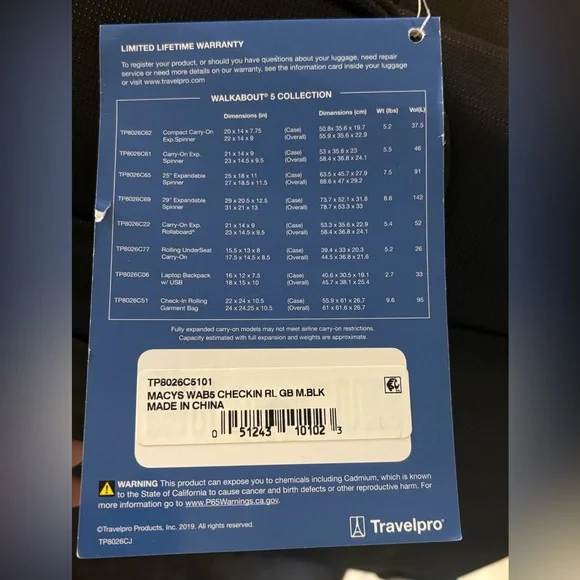 LIMITED LIFETIME WARRANTY
To register your product, or should you have questions about your luggage, need repair
service or need more details on our warranty, see the information card inside your luggage
or visit www.travelpro.com
WALKABOUT® 5 COLLECTION
Dimensions (in) Dimensions (cm) Wt (lbs) Vol(L)
TP8026C62 Compact Carry-On 20 x 14 x 7.75 (Case) 50.8x 35.6 x 19.7 5.2 37.5
Exp.Spinner 22 x 14 x 9 (Overall) 55.9 x 35.6 x 22.9
TP8026C61 Carry-On Exp. 21 x 14 x 9 (Case) 53 x 35.6 x 23 5.5 46
Spinner 23 x 14.5 x 9.5 (Overall) 58.4 x 36.8 x 24.1
TP8026C65 25" Expandable 25 x 18 x 11 (Case) 63.5 x 45.7 x 27.9 7.5 91
Spinner 27 x 18.5 x 11.5 (Overall) 68.6 x 47 x 29.2
TP8026C69 29" Expandable 29 x 20.5 x 12.5 (Case) 73.7 x 52.1 x 31.8 8.6 142
Spinner 31 x 21 x 13 (Overall) 78.7 x 53.3 x 33
TP8026C22 Carry-On Exp. 21 x 14 x 9 (Case) 53.3 x 35.6 x 22.9 5.4 52
Rollaboard® 23 x 14.5 x 9.5 (Overall) 58.4 x 36.8 x 24.1
TP8026C77 Rolling UnderSeat 15.5 x 13 x 8 (Case) 39.4 x 33 x 20.3 5.2 26
Carry-On 17.5 x 14.5 x 8.5 (Overall) 44.5 x 36.8 x 21.6
TP8026C06 Laptop Backpack 16 x 12 x 7.5 (Case) 40.6 x 30.5 x 19.1 2.7 33
w/ USB 18 x 15 x 10 (Overall) 45.7 x 38.1 x 25.4
TP8026C51 Check-In Rolling 22 x 24 x 10.5 (Case) 55.9 x 61 x 26.7 9.6 95
Garment Bag 24 x 24.25 x 10.5 (Overall) 61 x 61.6 x 26.7
Fully expanded carry-on models may not meet airline carry-on restrictions.
Capacity estimated with full expansion and weights are approximate.
TP8026C5101
MACYS WAB5 CHECKIN RL GB M.BLK
MADE IN CHINA
0 51243 10102 3
WARNING This product can expose you to chemicals including Cadmium, which is known
to the State of California to cause cancer and birth defects or other reproductive harm. For
more information go to www.P65Warnings.ca.gov.
©Travelpro Products, Inc. 2019. All rights reserved.
Travelpro®
TP8026CJ